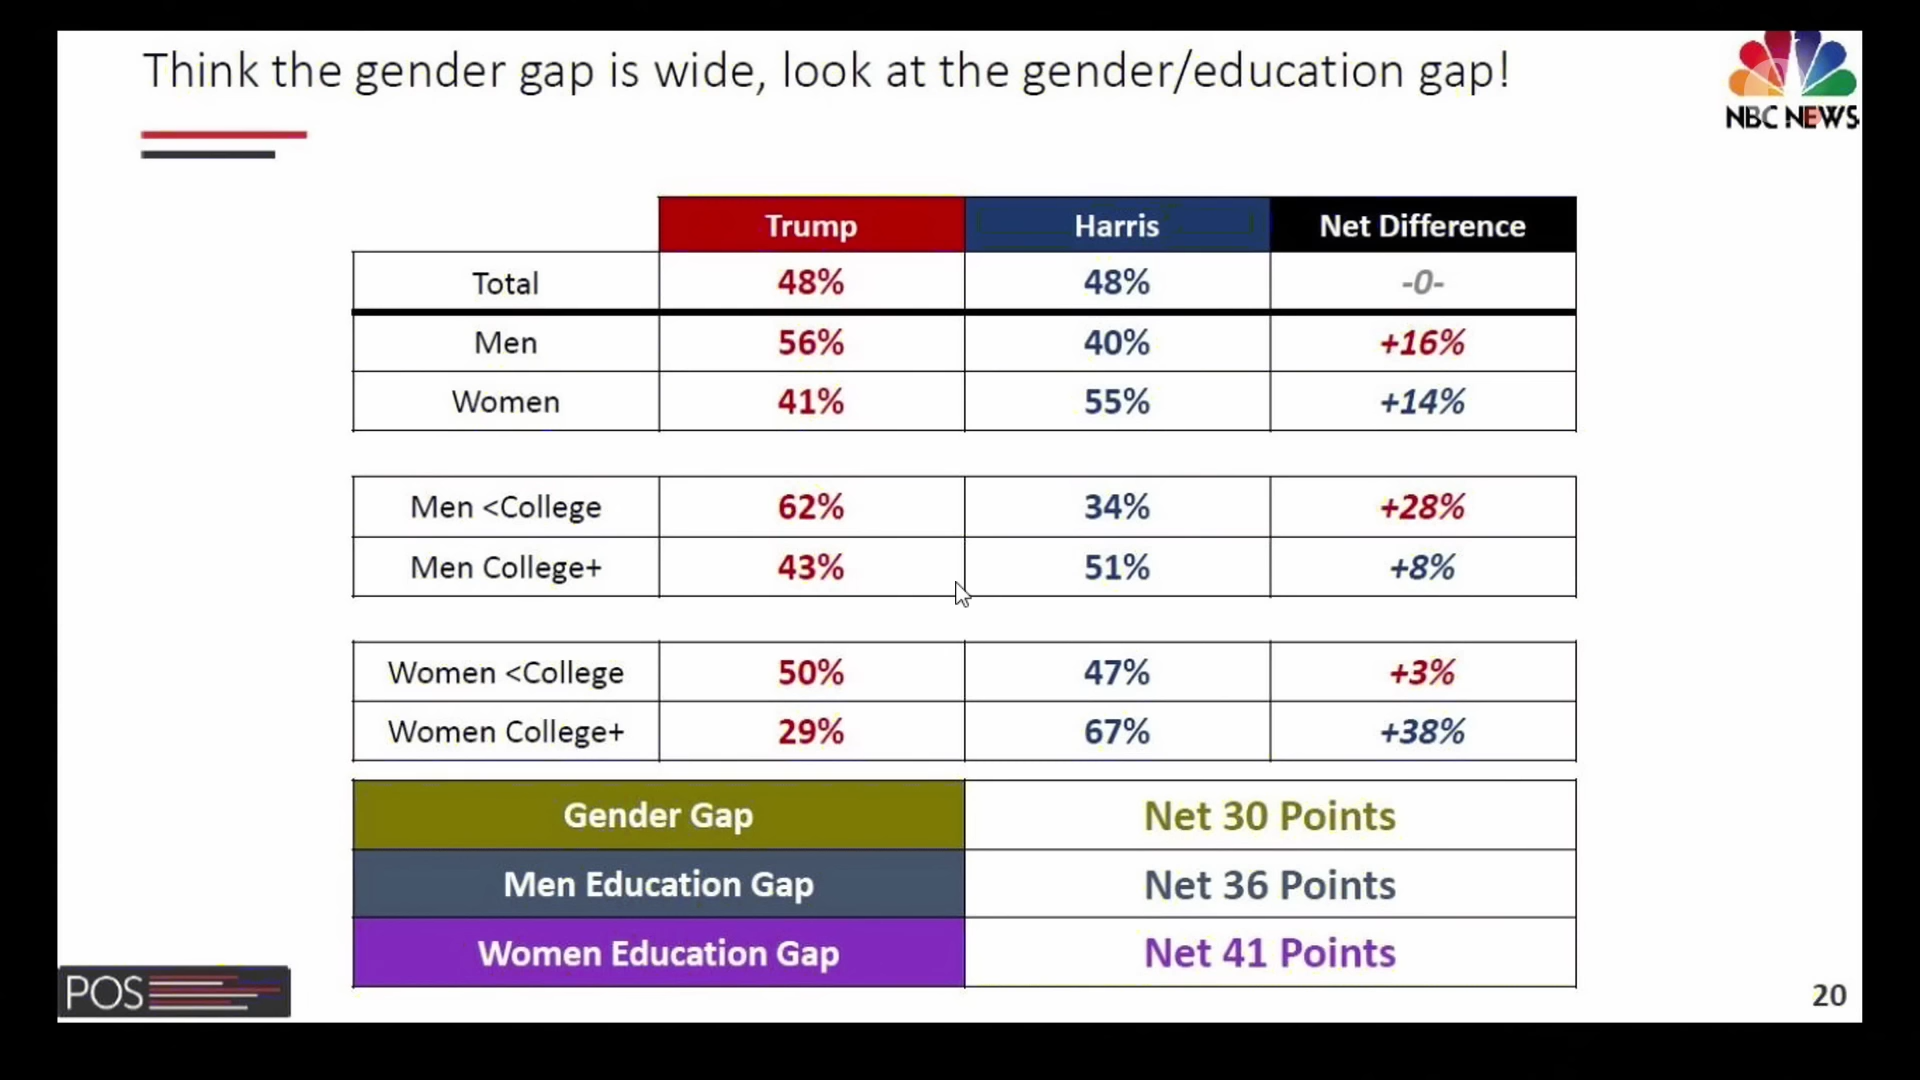 Think the gender gap is wide, look at the gender/education gap!
NBC NEWS
Trump Harris Net Difference
Total 48% 48% -0-
Men 56% 40% +16%
Women 41% 55% +14%
Men <College 62% 34% +28%
Men College+ 43% 51% +8%
Women <College 50% 47% +3%
Women College+ 29% 67% +38%
Gender Gap Net 30 Points
Men Education Gap Net 36 Points
Women Education Gap Net 41 Points
POS
20